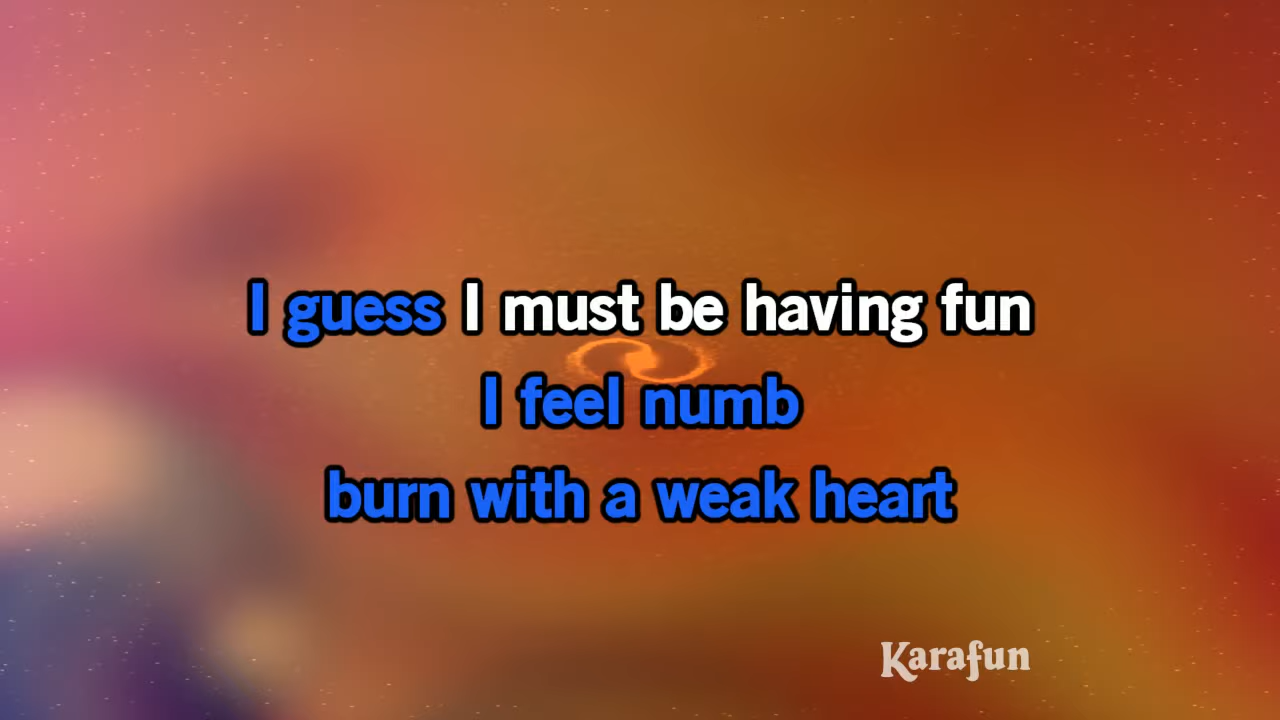 I guess I must be having fun
I feel numb
burn with a weak heart
Karafun